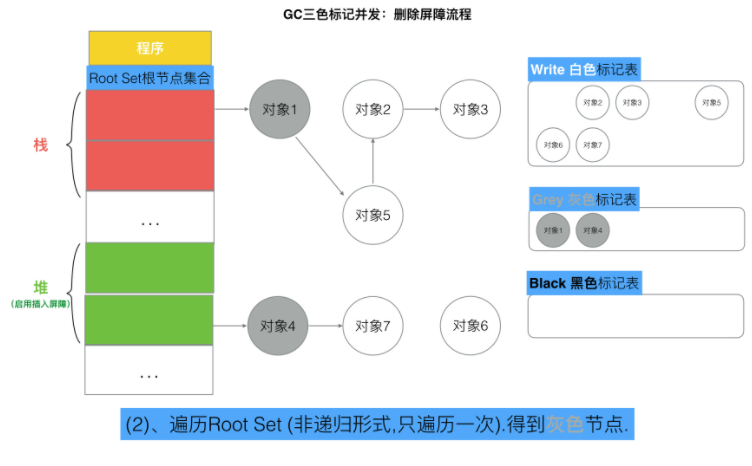 GC三色标记并发：删除屏障流程
程序
Root Set根节点集合
栈
...
堆
(启用插入屏障)
...
对象1
对象2
对象3
对象5
对象4
对象7
对象6
Write 白色标记表
对象2
对象3
对象5
对象6
对象7
Grey 灰色标记表
对象1
对象4
Black 黑色标记表
(2)、遍历Root Set (非递归形式,只遍历一次).得到灰色节点.